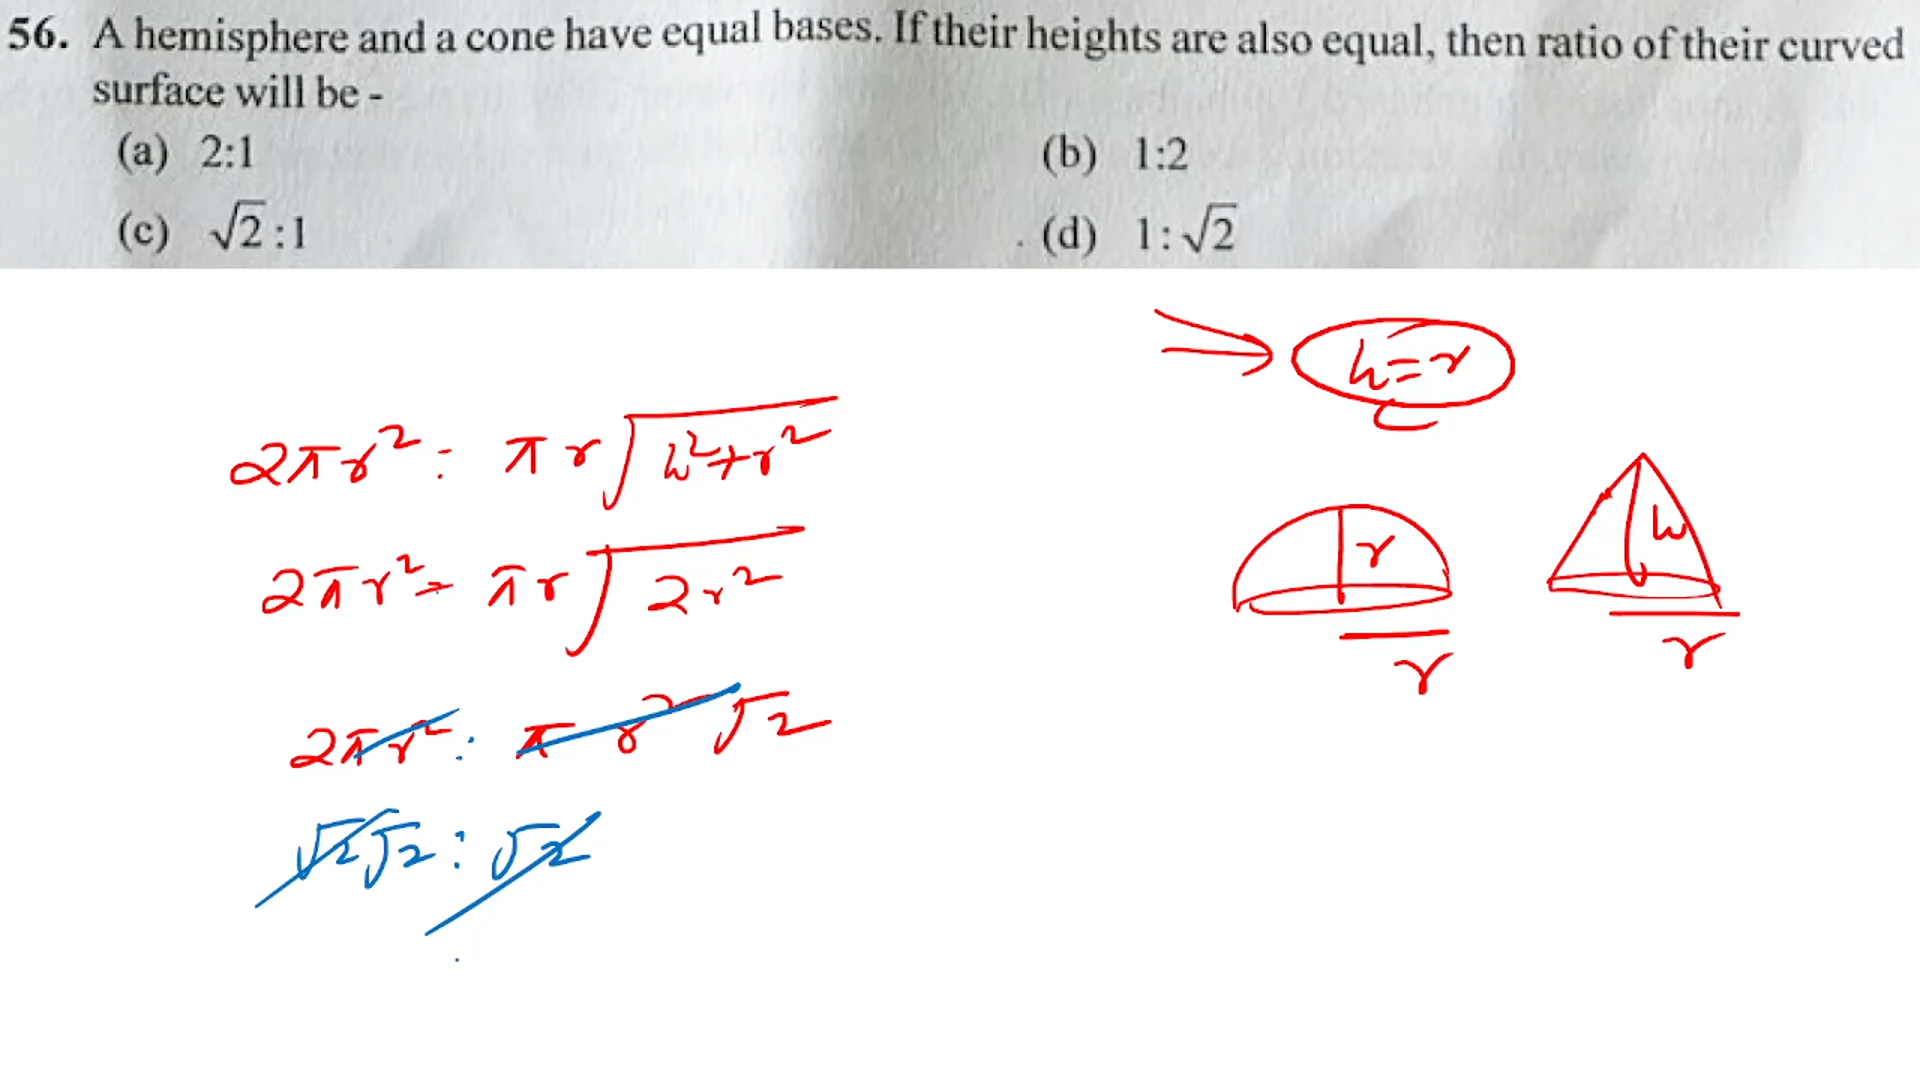 56. A hemisphere and a cone have equal bases. If their heights are also equal, then ratio of their curved
surface will be -
(a) 2:1
(b) 1:2
(c) √2:1
(d) 1:√2
h=r
2πr² : πr√h²+r²
2πr² = πr√2r²
2πr² : πr²√2
√2√2 : √2
r
h
r
r